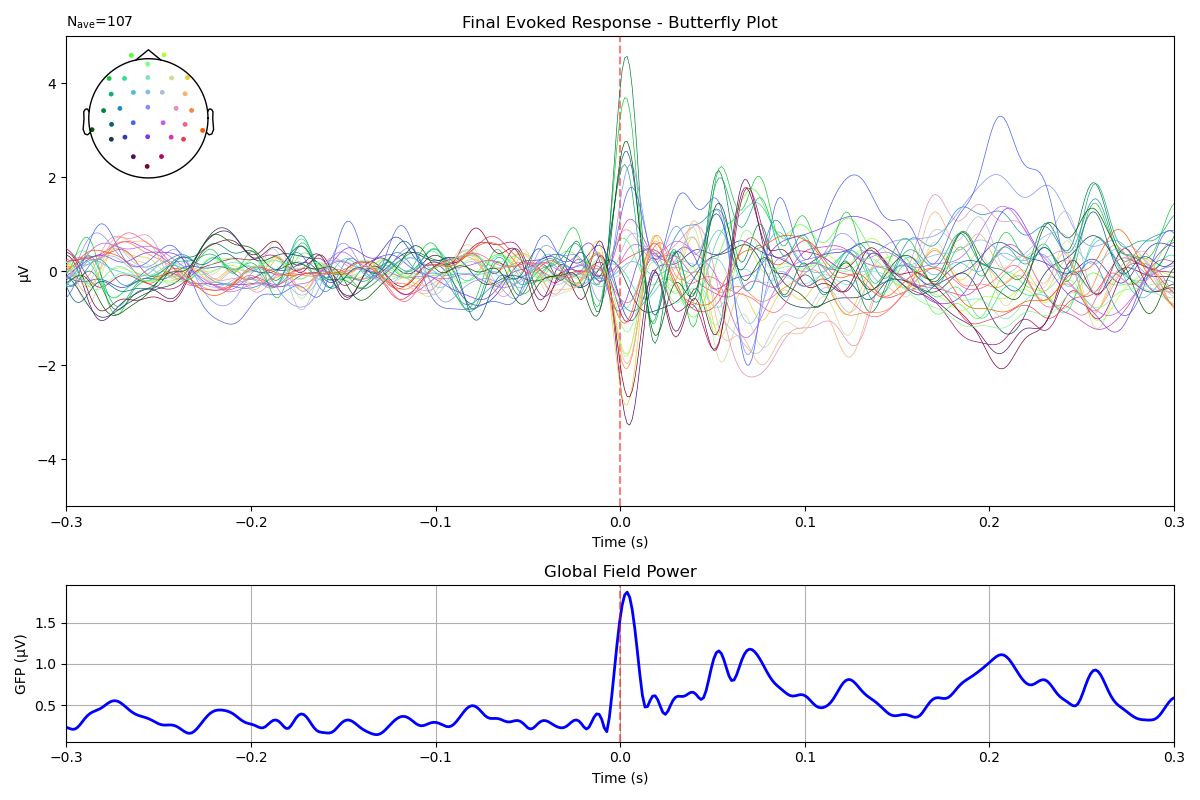 N_ave=107
Final Evoked Response - Butterfly Plot
4
2
0
−2
−4
µV
−0.3 −0.2 −0.1 0.0 0.1 0.2 0.3
Time (s)
Global Field Power
1.5
1.0
0.5
GFP (µV)
−0.3 −0.2 −0.1 0.0 0.1 0.2 0.3
Time (s)